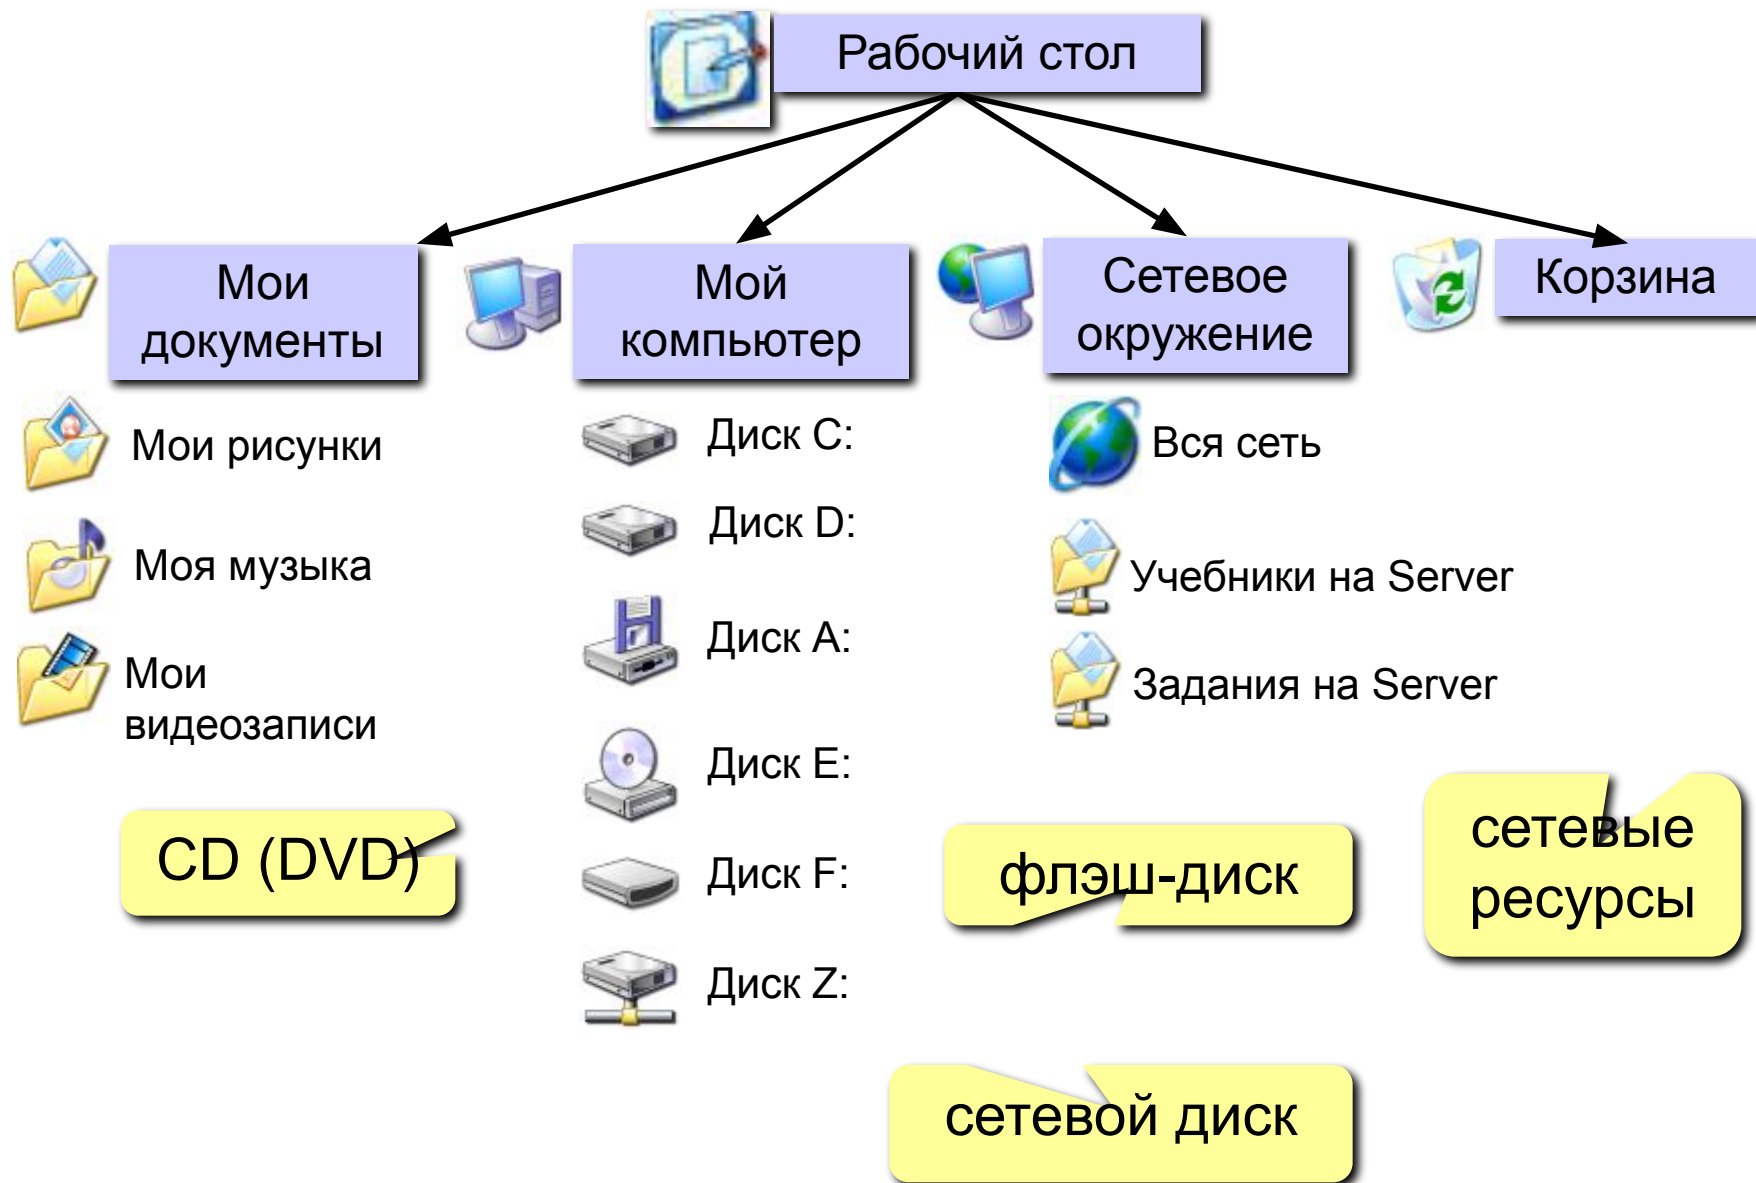 Рабочий стол
Мои
документы
Мой
компьютер
Сетевое
окружение
Корзина
Мои рисунки
Моя музыка
Мои
видеозаписи
Диск C:
Диск D:
Диск A:
Диск E:
Диск F:
Диск Z:
Вся сеть
Учебники на Server
Задания на Server
CD (DVD)
флэш-диск
сетевые
ресурсы
сетевой диск